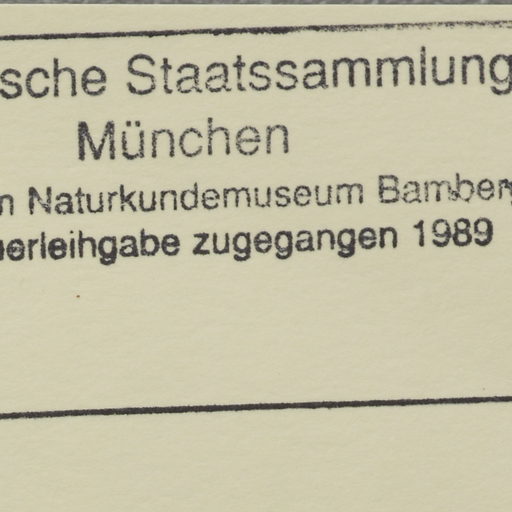 sche Staatssammlung
München
n Naturkundemuseum Bamberg
erleihgabe zugegangen 1989